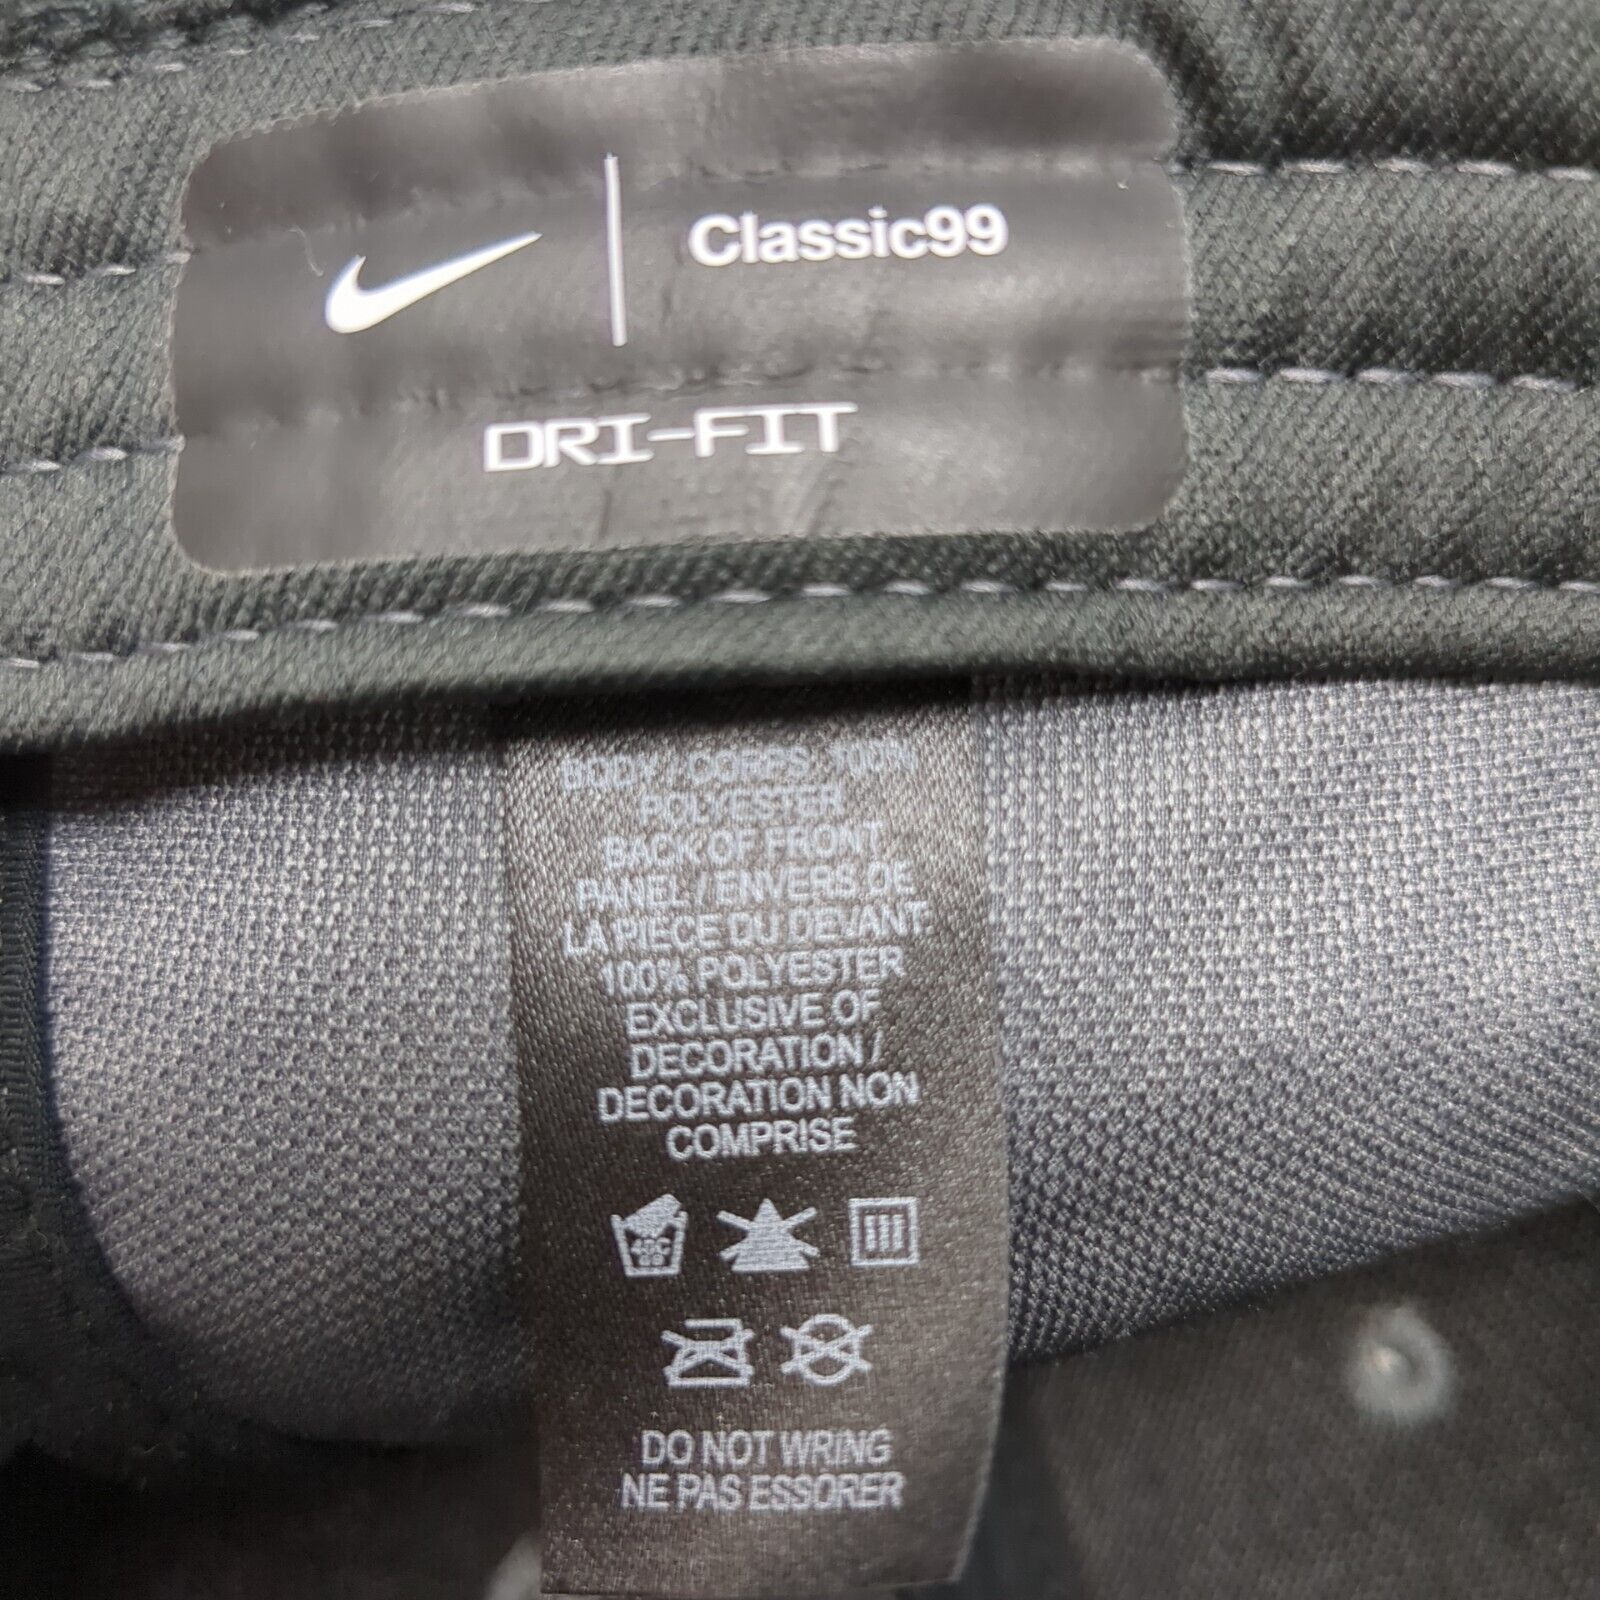 Classic99
DRI-FIT
BODY / CORPS: 100%
POLYESTER
BACK OF FRONT
PANEL / ENVERS DE
LA PIECE DU DEVANT:
100% POLYESTER
EXCLUSIVE OF
DECORATION /
DECORATION NON
COMPRISE
DO NOT WRING
NE PAS ESSORER